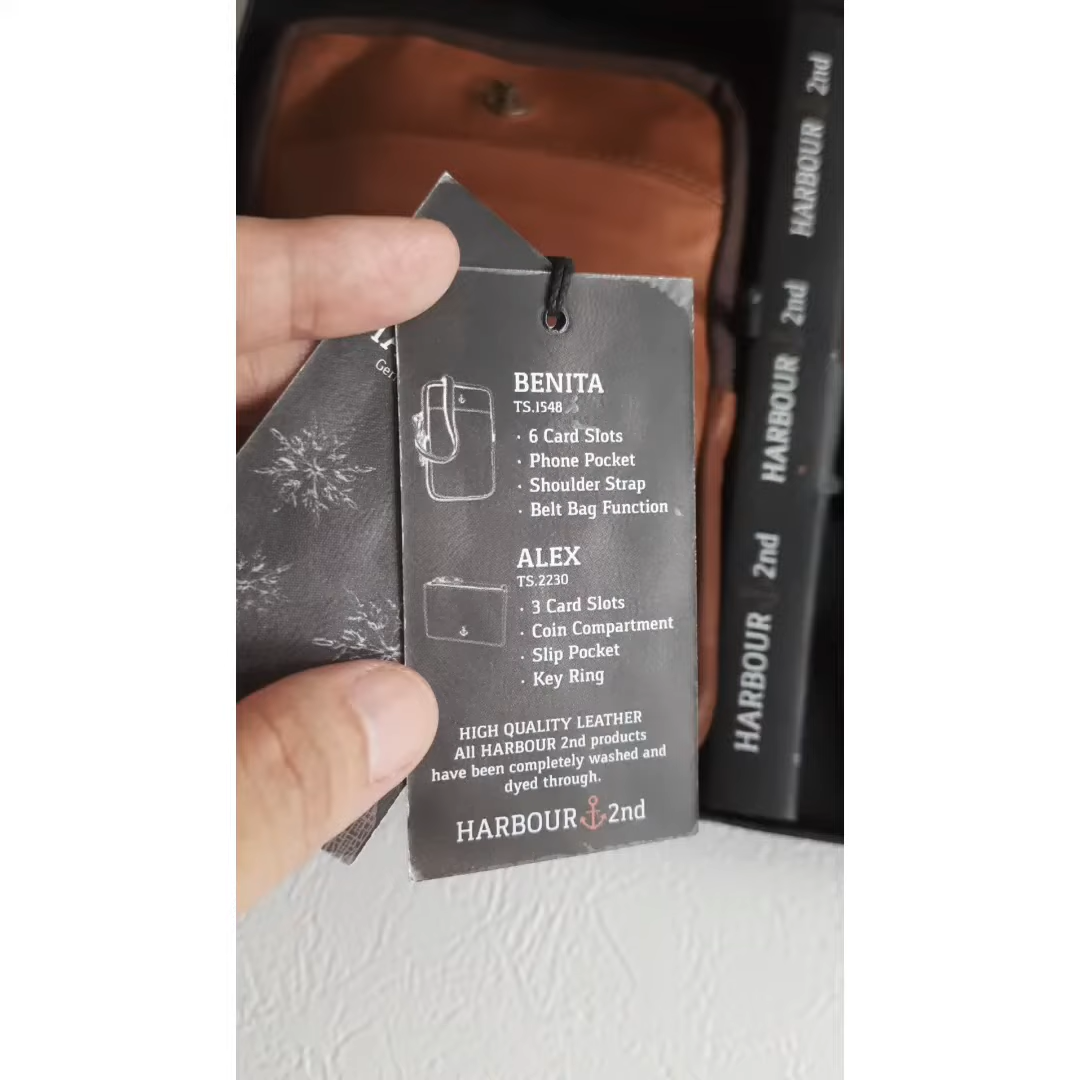 BENITA
TS.1548
· 6 Card Slots
· Phone Pocket
· Shoulder Strap
· Belt Bag Function
ALEX
TS.2230
· 3 Card Slots
· Coin Compartment
· Slip Pocket
· Key Ring
HIGH QUALITY LEATHER
All HARBOUR 2nd products
have been completely washed and
dyed through.
HARBOUR 2nd
HARBOUR 2nd
HARBOUR 2nd
HARBOUR 2nd